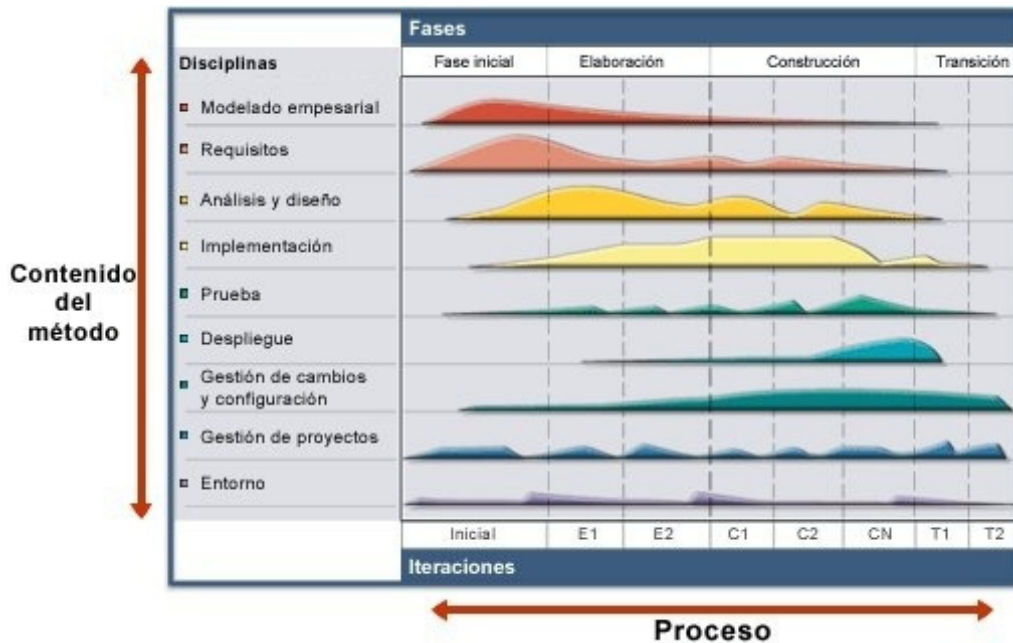 Fases
Disciplinas
Fase inicial Elaboración Construcción Transición
Modelado empesarial
Requisitos
Análisis y diseño
Implementación
Prueba
Despliegue
Gestión de cambios
y configuración
Gestión de proyectos
Entorno
Contenido
del
método
Inicial E1 E2 C1 C2 CN T1 T2
Iteraciones
Proceso